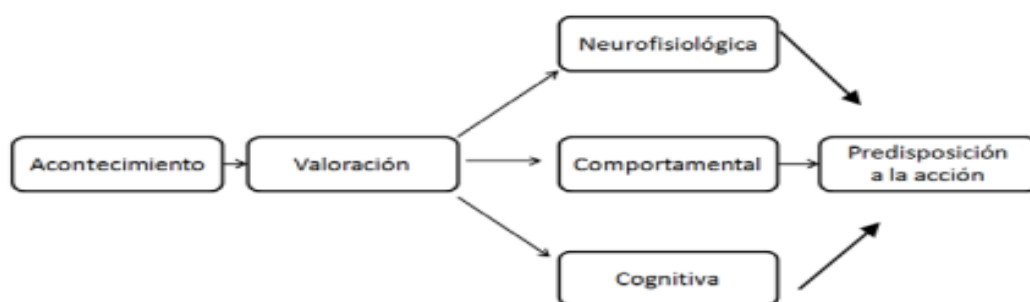 Neurofisiológica
Acontecimiento
Valoración
Comportamental
Predisposición
a la acción
Cognitiva